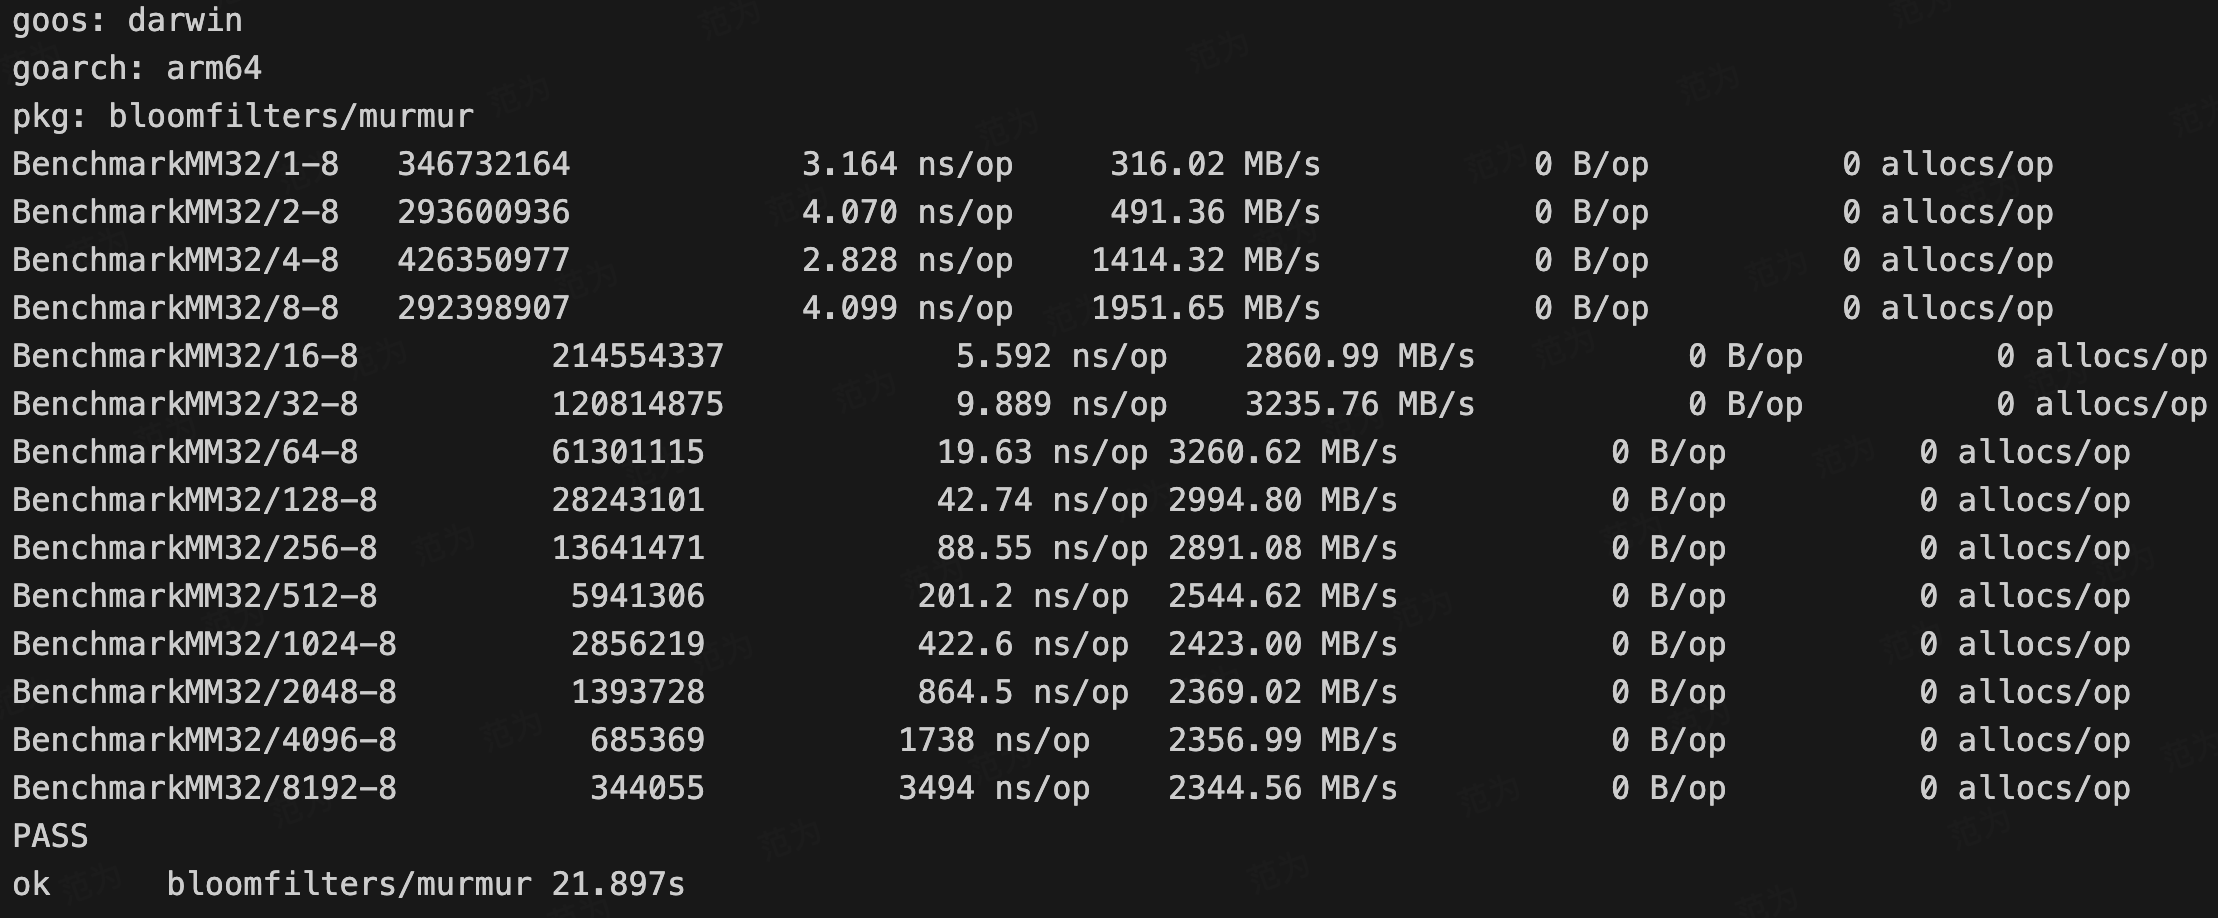 goos: darwin
goarch: arm64
pkg: bloomfilters/murmur
BenchmarkMM32/1-8   346732164            3.164 ns/op     316.02 MB/s           0 B/op          0 allocs/op
BenchmarkMM32/2-8   293600936            4.070 ns/op     491.36 MB/s           0 B/op          0 allocs/op
BenchmarkMM32/4-8   426350977            2.828 ns/op    1414.32 MB/s           0 B/op          0 allocs/op
BenchmarkMM32/8-8   292398907            4.099 ns/op    1951.65 MB/s           0 B/op          0 allocs/op
BenchmarkMM32/16-8          214554337            5.592 ns/op    2860.99 MB/s           0 B/op          0 allocs/op
BenchmarkMM32/32-8          120814875            9.889 ns/op    3235.76 MB/s           0 B/op          0 allocs/op
BenchmarkMM32/64-8          61301115            19.63 ns/op 3260.62 MB/s           0 B/op          0 allocs/op
BenchmarkMM32/128-8         28243101            42.74 ns/op 2994.80 MB/s           0 B/op          0 allocs/op
BenchmarkMM32/256-8         13641471            88.55 ns/op 2891.08 MB/s           0 B/op          0 allocs/op
BenchmarkMM32/512-8          5941306           201.2 ns/op  2544.62 MB/s           0 B/op          0 allocs/op
BenchmarkMM32/1024-8         2856219           422.6 ns/op  2423.00 MB/s           0 B/op          0 allocs/op
BenchmarkMM32/2048-8         1393728           864.5 ns/op  2369.02 MB/s           0 B/op          0 allocs/op
BenchmarkMM32/4096-8          685369          1738 ns/op    2356.99 MB/s           0 B/op          0 allocs/op
BenchmarkMM32/8192-8          344055          3494 ns/op    2344.56 MB/s           0 B/op          0 allocs/op
PASS
ok      bloomfilters/murmur 21.897s
范为